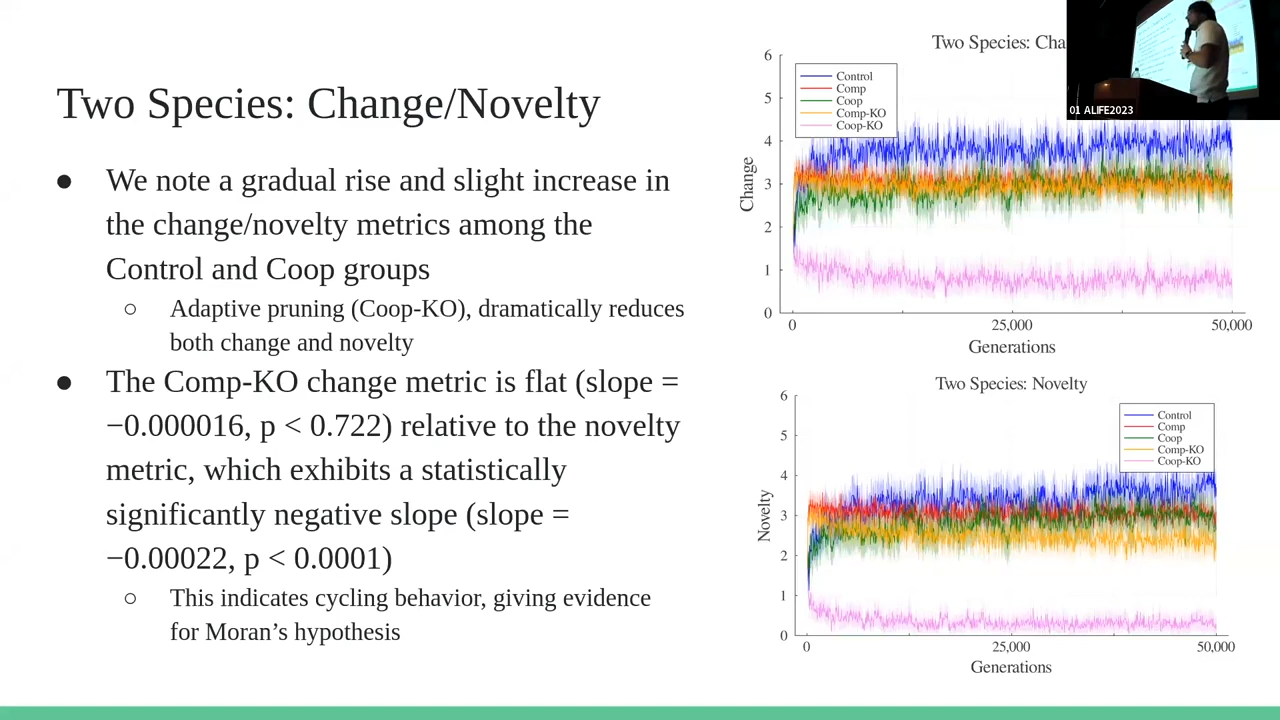 Two Species: Change/Novelty
● We note a gradual rise and slight increase in
the change/novelty metrics among the
Control and Coop groups
○ Adaptive pruning (Coop-KO), dramatically reduces
both change and novelty
● The Comp-KO change metric is flat (slope =
−0.000016, p < 0.722) relative to the novelty
metric, which exhibits a statistically
significantly negative slope (slope =
−0.00022, p < 0.0001)
○ This indicates cycling behavior, giving evidence
for Moran’s hypothesis
Two Species: Cha
6
5
4
3
2
1
0
Change
Control
Comp
Coop
Comp-KO
Coop-KO
0 25,000 50,000
Generations
01 ALIFE2023
Two Species: Novelty
6
5
4
3
2
1
0
Novelty
Control
Comp
Coop
Comp-KO
Coop-KO
0 25,000 50,000
Generations